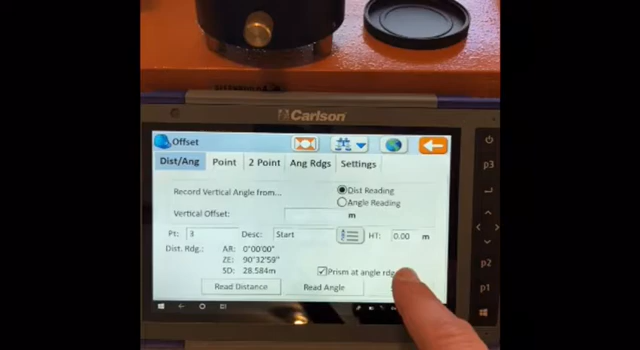 Carlson
Offset
Dist/Ang Point 2 Point Ang Rdgs Settings
Record Vertical Angle from...
Dist Reading
Angle Reading
Vertical Offset: m
Pt: 3 Desc: Start HT: 0.00 m
Dist. Rdg.: AR: 0°00'00"
ZE: 90°32'59"
SD: 28.584m
Prism at angle rdg
Read Distance Read Angle
p3
p2
p1